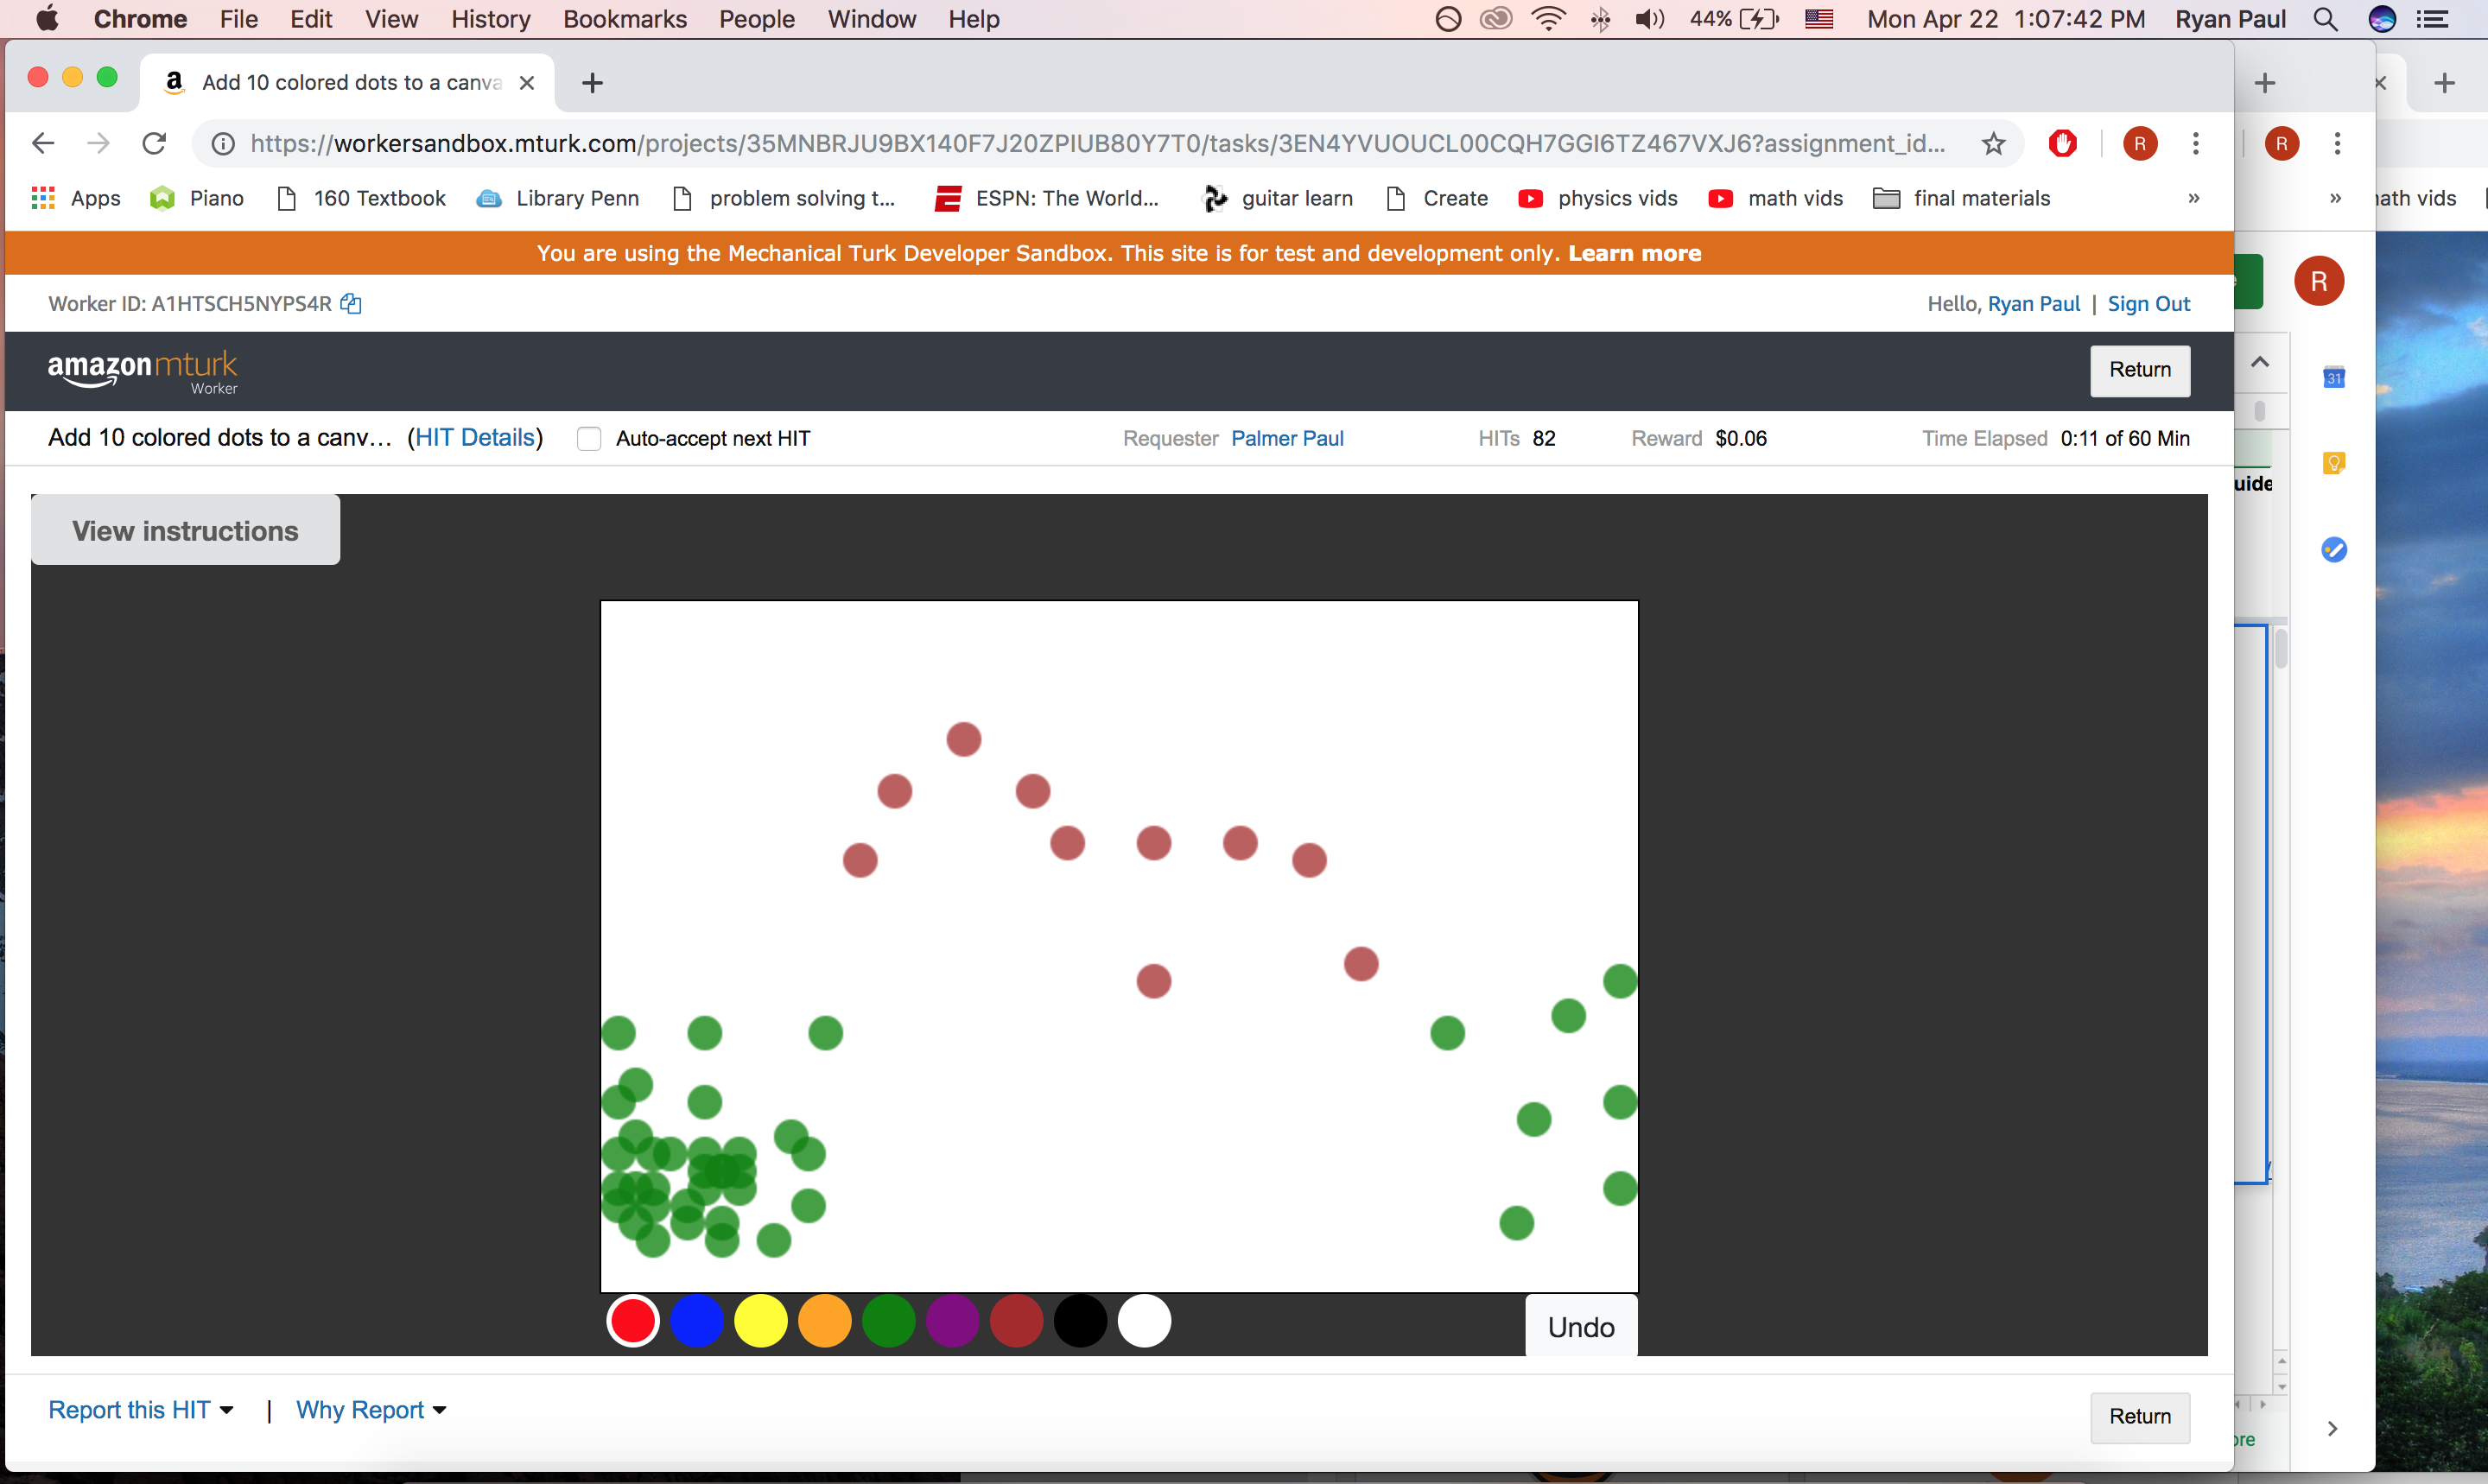 Chrome File Edit View History Bookmarks People Window Help 44% Mon Apr 22 1:07:42 PM Ryan Paul
a Add 10 colored dots to a canva
https://workersandbox.mturk.com/projects/35MNBRJU9BX140F7J20ZPIUB80Y7T0/tasks/3EN4YVUOUCL00CQH7GGI6TZ467VXJ6?assignment_id... R R
Apps Piano 160 Textbook Library Penn problem solving t... ESPN: The World... guitar learn Create physics vids math vids final materials » » ath vids
You are using the Mechanical Turk Developer Sandbox. This site is for test and development only. Learn more
Worker ID: A1HTSCH5NYPS4R Hello, Ryan Paul | Sign Out R
amazonmturk
Worker
Return
31
Add 10 colored dots to a canv... (HIT Details) Auto-accept next HIT Requester Palmer Paul HITs 82 Reward $0.06 Time Elapsed 0:11 of 60 Min
uide
View instructions
Undo
Report this HIT | Why Report Return
ore